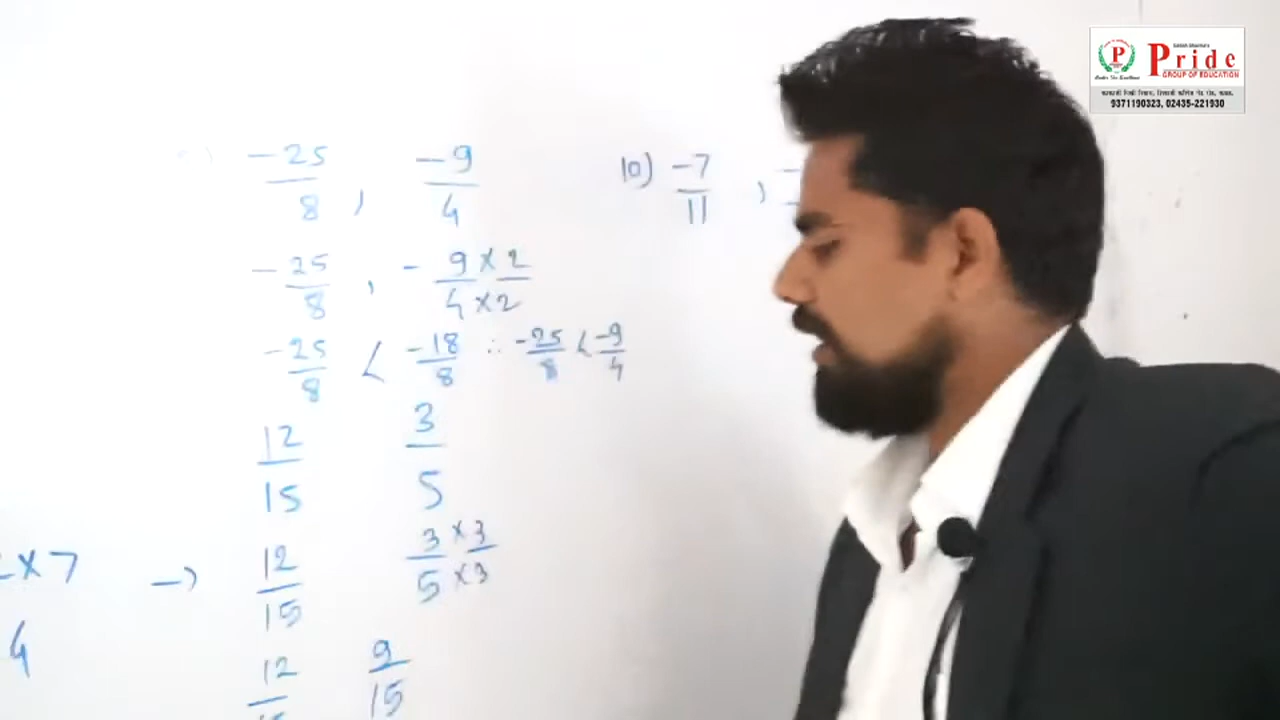 -25/8 , -9/4
-25/8 , - 9×2/4×2
-25/8 < -18/8 ∴ -25/8 < -9/4
12/15 3/5
→ 12/15 3×3/5×3
12 9/15
×7
4
10) -7/11 ,
Pride
GROUP OF EDUCATION
9371190323, 02435-221930